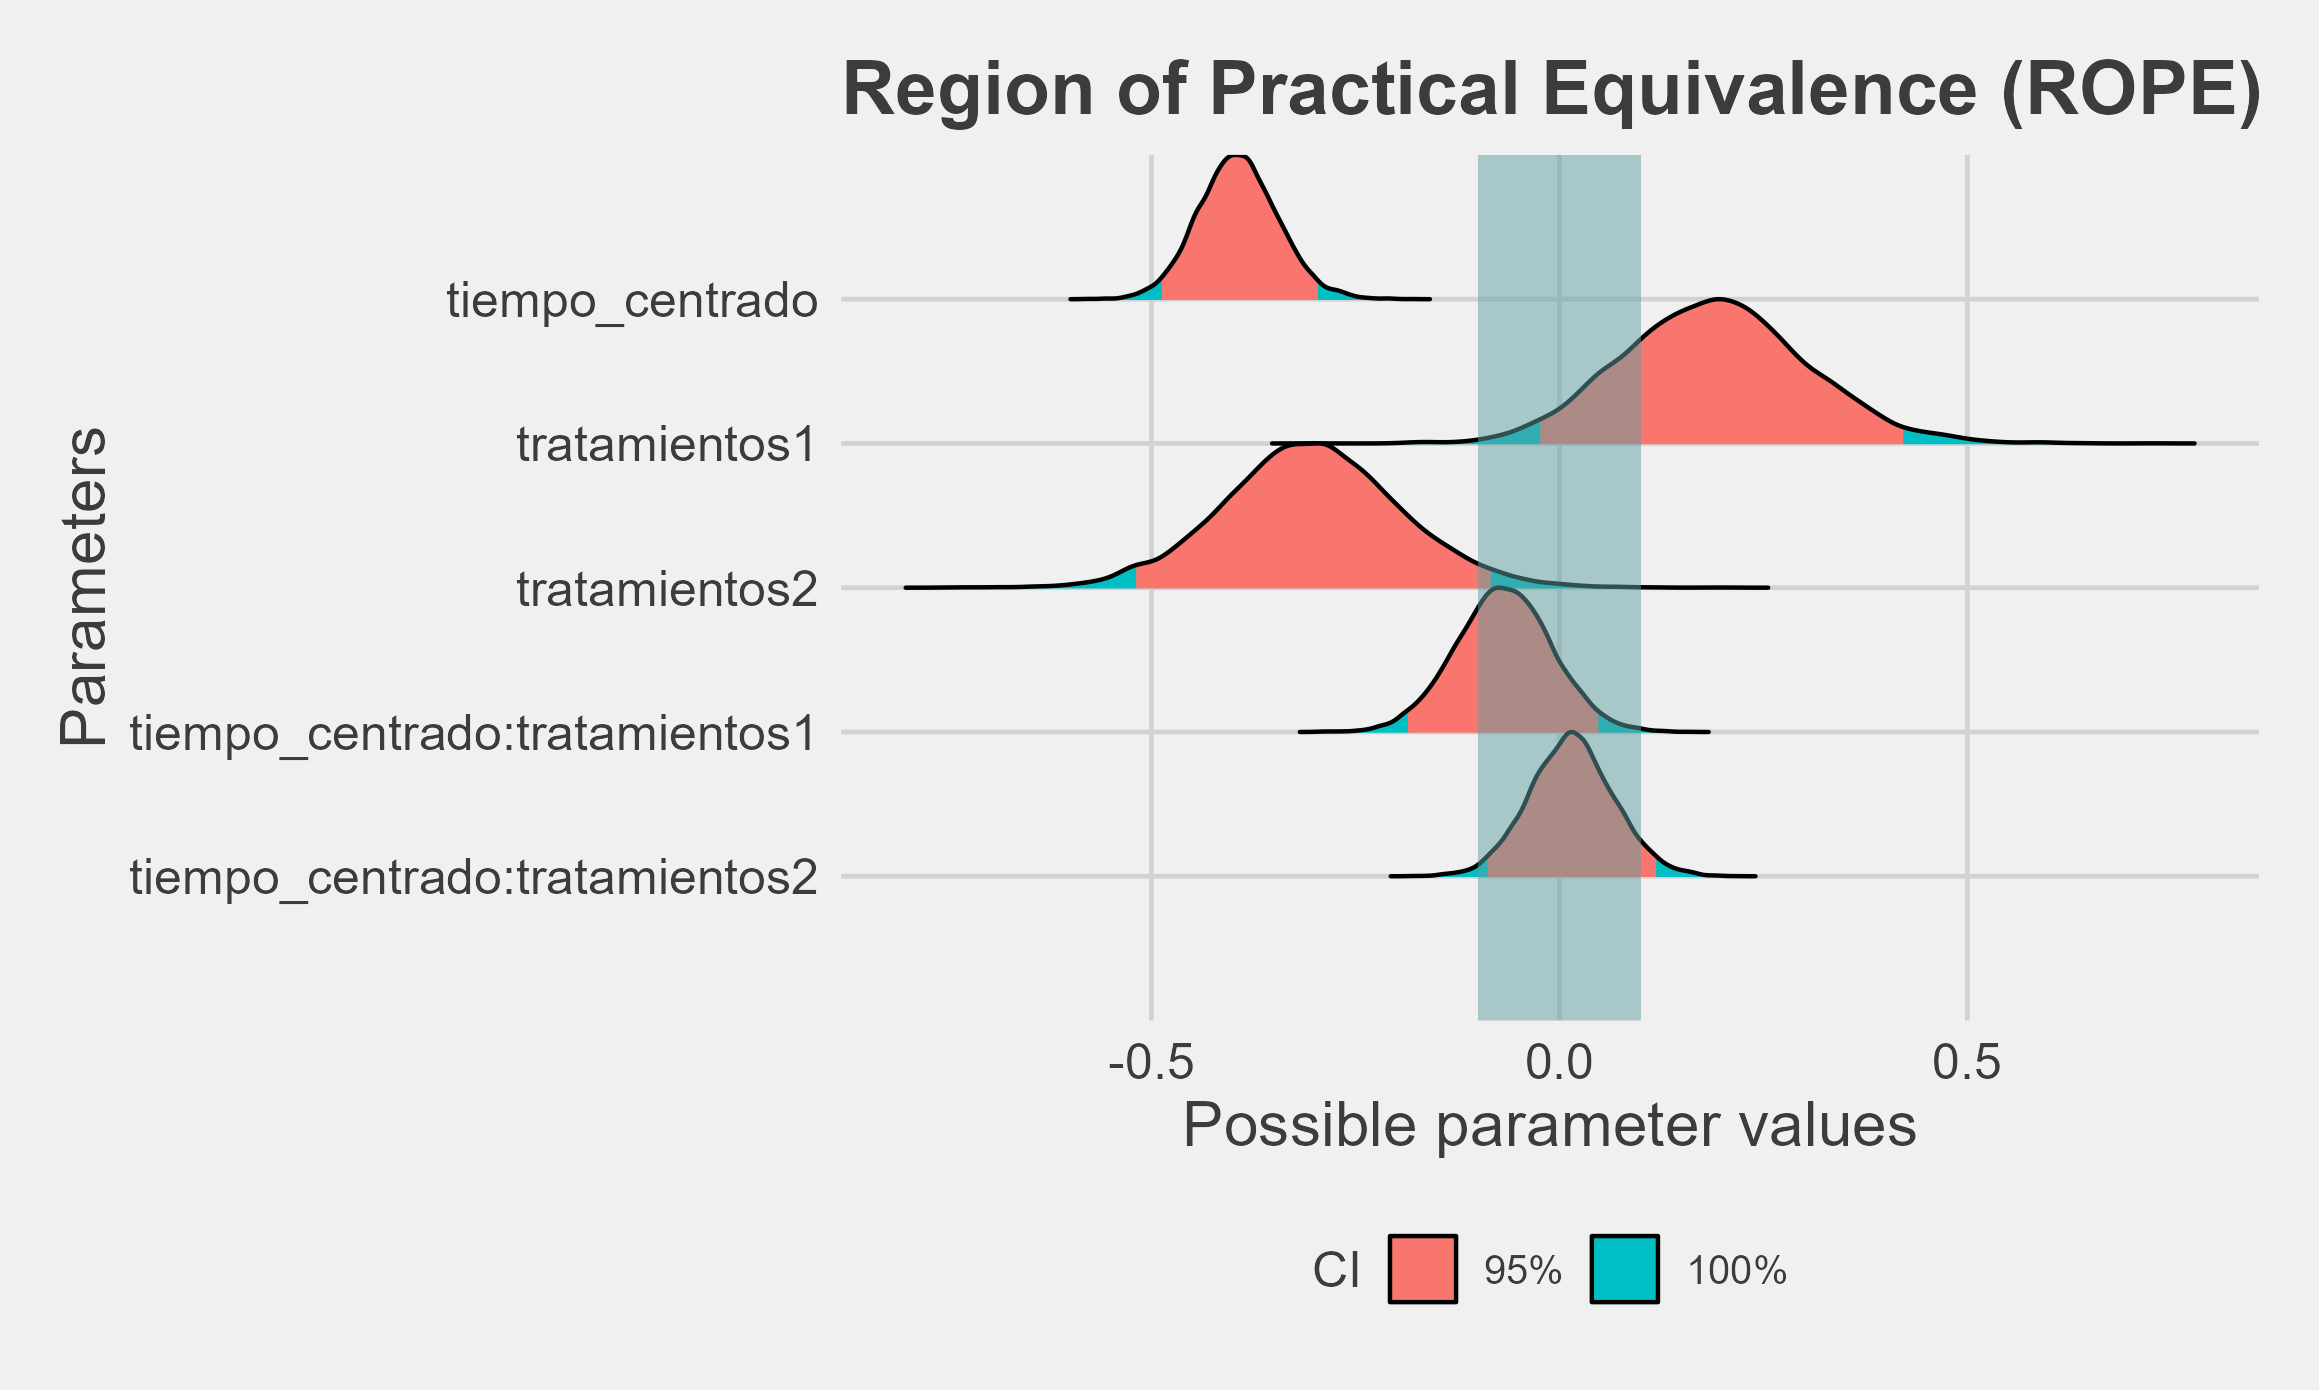 Region of Practical Equivalence (ROPE)
Parameters
tiempo_centrado
tratamientos1
tratamientos2
tiempo_centrado:tratamientos1
tiempo_centrado:tratamientos2
-0.5 0.0 0.5
Possible parameter values
CI 95% 100%